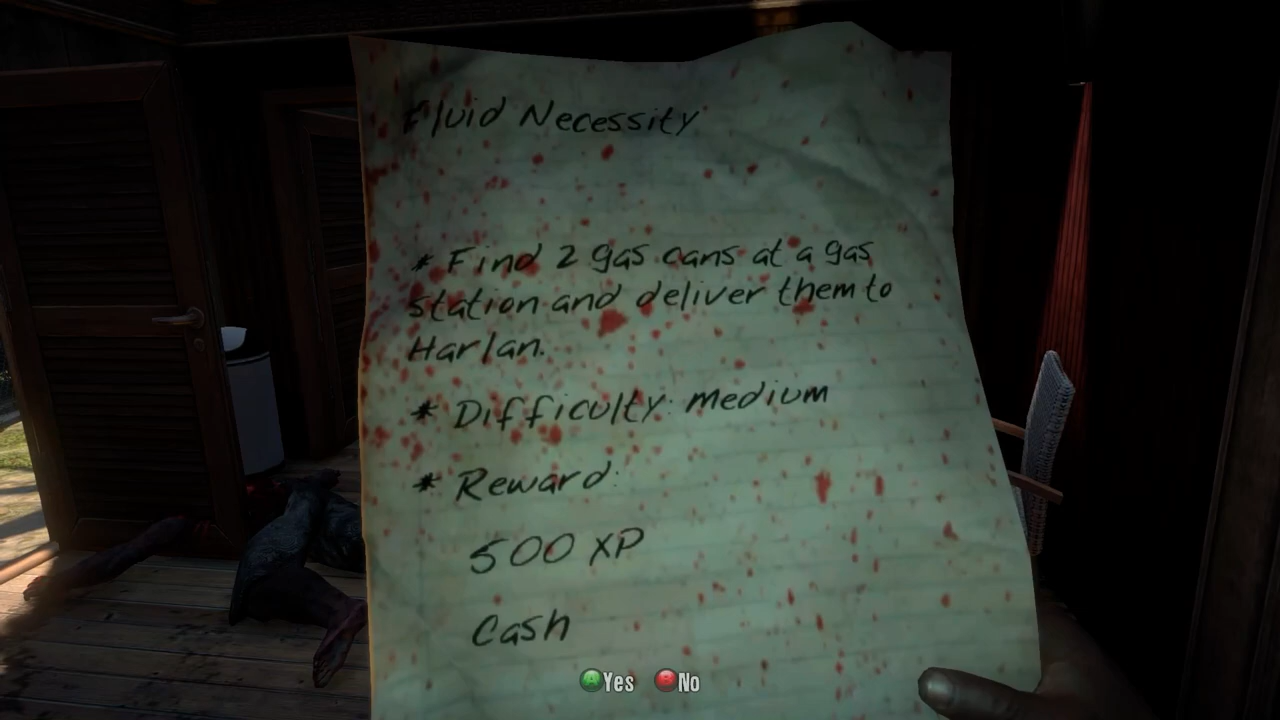 Fluid Necessity
* Find 2 gas cans at a gas
station and deliver them to
Harlan.
* Difficulty: medium
* Reward:
500 XP
Cash
A Yes B No